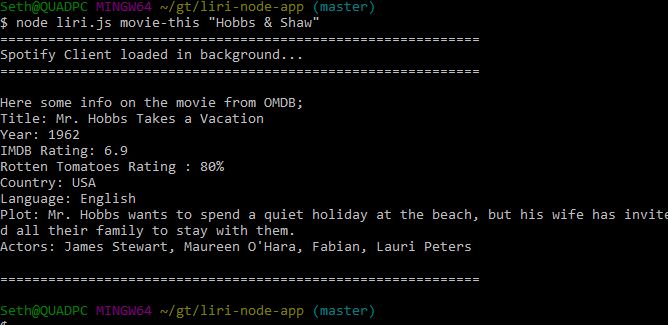 Seth@QUADPC MINGW64 ~/gt/liri-node-app (master)
$ node liri.js movie-this "Hobbs & Shaw"
============================================================
Spotify Client loaded in background...
============================================================
Here some info on the movie from OMDB;
Title: Mr. Hobbs Takes a Vacation
Year: 1962
IMDB Rating: 6.9
Rotten Tomatoes Rating : 80%
Country: USA
Language: English
Plot: Mr. Hobbs wants to spend a quiet holiday at the beach, but his wife has invite
d all their family to stay with them.
Actors: James Stewart, Maureen O'Hara, Fabian, Lauri Peters
============================================================
Seth@QUADPC MINGW64 ~/gt/liri-node-app (master)
$